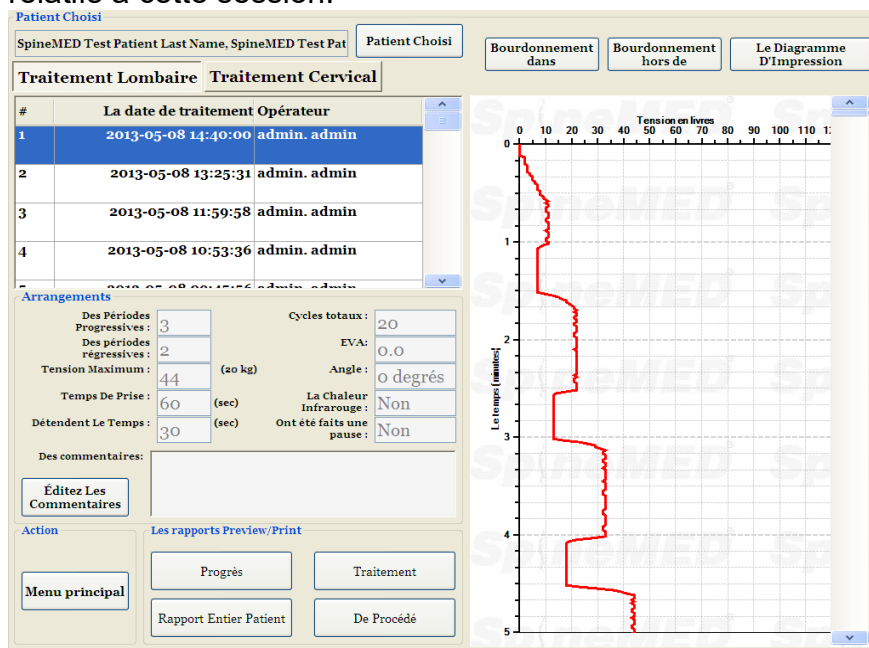 relatif à cette session.
Patient Choisi
SpineMED Test Patient Last Name, SpineMED Test Pat
Patient Choisi
Traitement Lombaire
Traitement Cervical
# La date de traitement Opérateur
1 2013-05-08 14:40:00 admin. admin
2 2013-05-08 13:25:31 admin. admin
3 2013-05-08 11:59:58 admin. admin
4 2013-05-08 10:53:36 admin. admin
Arrangements
Des Périodes
Progressives : 3
Des périodes
régressives : 2
Tension Maximum : 44 (20 kg)
Temps De Prise : 60 (sec)
Détendent Le Temps : 30 (sec)
Cycles totaux : 20
EVA: 0.0
Angle : 0 degrés
La Chaleur
Infrarouge : Non
Ont été faits une
pause : Non
Des commentaires:
Éditez Les
Commentaires
Action
Menu principal
Les rapports Preview/Print
Progrès
Traitement
Rapport Entier Patient
De Procédé
Bourdonnement
dans
Bourdonnement
hors de
Le Diagramme
D'Impression
Tension en livres
0 10 20 30 40 50 60 70 80 90 100 110
Le temps [minutes]
0
1
2
3
4
5
SpineMED
SpineMED
SpineMED
SpineMED